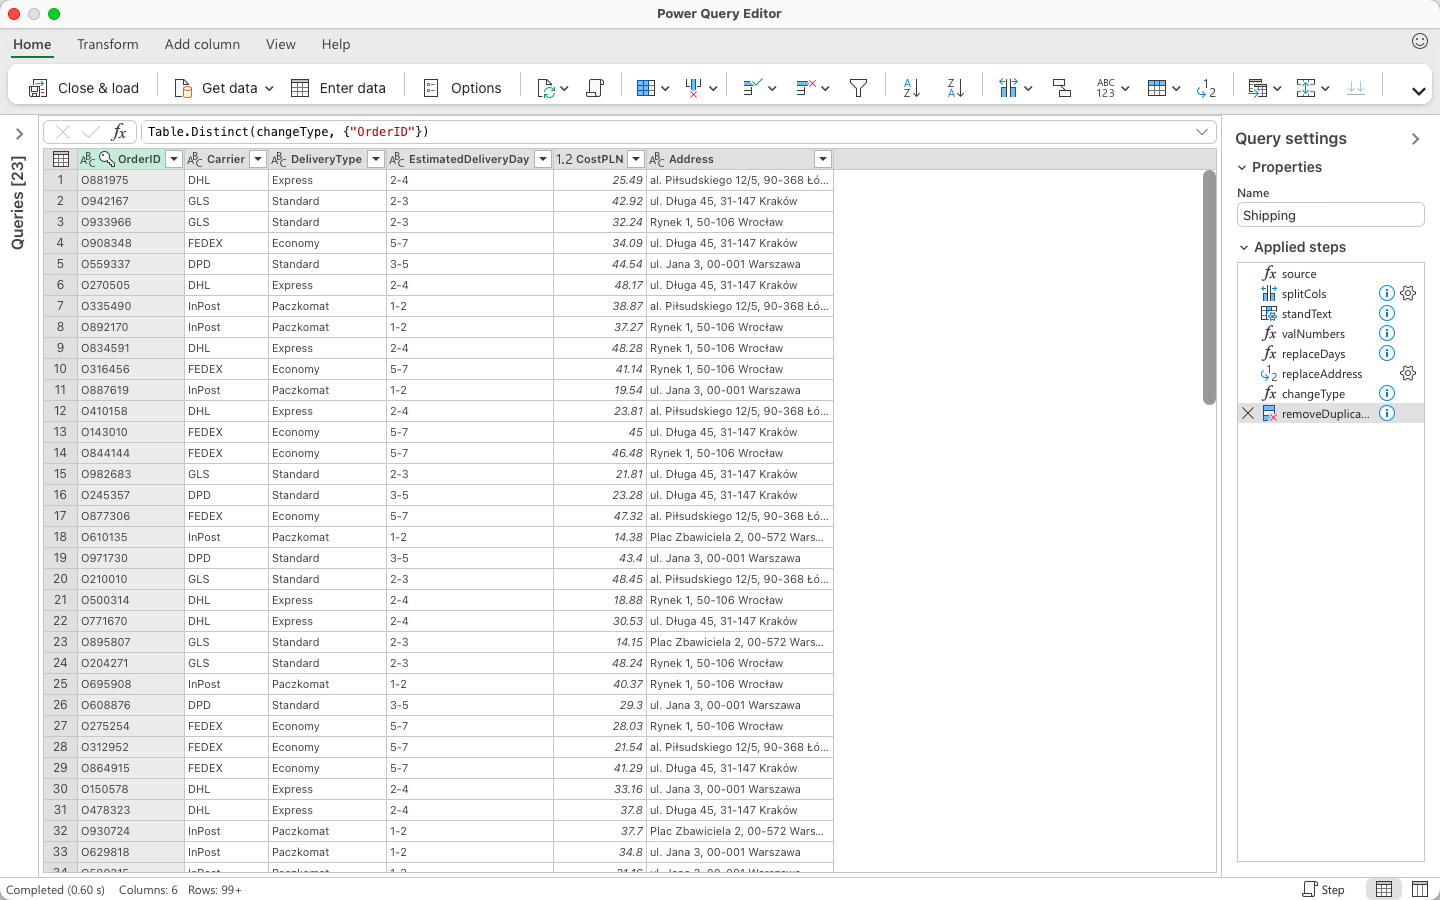 Power Query Editor
Home Transform Add column View Help
Close & load Get data Enter data Options ABC 123
Table.Distinct(changeType, {"OrderID"})
OrderID Carrier DeliveryType EstimatedDeliveryDay 1.2 CostPLN Address
1 O881975 DHL Express 2-4 25.49 al. Piłsudskiego 12/5, 90-368 Łó...
2 O942167 GLS Standard 2-3 42.92 ul. Długa 45, 31-147 Kraków
3 O933966 GLS Standard 2-3 32.24 Rynek 1, 50-106 Wrocław
4 O908348 FEDEX Economy 5-7 34.09 ul. Długa 45, 31-147 Kraków
5 O559337 DPD Standard 3-5 44.54 ul. Jana 3, 00-001 Warszawa
6 O270505 DHL Express 2-4 48.17 ul. Długa 45, 31-147 Kraków
7 O335490 InPost Paczkomat 1-2 38.87 al. Piłsudskiego 12/5, 90-368 Łó...
8 O892170 InPost Paczkomat 1-2 37.27 Rynek 1, 50-106 Wrocław
9 O834591 DHL Express 2-4 48.28 Rynek 1, 50-106 Wrocław
10 O316456 FEDEX Economy 5-7 41.14 Rynek 1, 50-106 Wrocław
11 O887619 InPost Paczkomat 1-2 19.54 ul. Jana 3, 00-001 Warszawa
12 O410158 DHL Express 2-4 23.81 al. Piłsudskiego 12/5, 90-368 Łó...
13 O143010 FEDEX Economy 5-7 45 ul. Długa 45, 31-147 Kraków
14 O844144 FEDEX Economy 5-7 46.48 Rynek 1, 50-106 Wrocław
15 O982683 GLS Standard 2-3 21.81 ul. Długa 45, 31-147 Kraków
16 O245357 DPD Standard 3-5 23.28 ul. Długa 45, 31-147 Kraków
17 O877306 FEDEX Economy 5-7 47.32 al. Piłsudskiego 12/5, 90-368 Łó...
18 O610135 InPost Paczkomat 1-2 14.38 Plac Zbawiciela 2, 00-572 Wars...
19 O971730 DPD Standard 3-5 43.4 ul. Jana 3, 00-001 Warszawa
20 O210010 GLS Standard 2-3 48.45 al. Piłsudskiego 12/5, 90-368 Łó...
21 O500314 DHL Express 2-4 18.88 Rynek 1, 50-106 Wrocław
22 O771670 DHL Express 2-4 30.53 ul. Długa 45, 31-147 Kraków
23 O895807 GLS Standard 2-3 14.15 Plac Zbawiciela 2, 00-572 Wars...
24 O204271 GLS Standard 2-3 48.24 Rynek 1, 50-106 Wrocław
25 O695908 InPost Paczkomat 1-2 40.37 Rynek 1, 50-106 Wrocław
26 O608876 DPD Standard 3-5 29.3 ul. Jana 3, 00-001 Warszawa
27 O275254 FEDEX Economy 5-7 28.03 Rynek 1, 50-106 Wrocław
28 O312952 FEDEX Economy 5-7 21.54 al. Piłsudskiego 12/5, 90-368 Łó...
29 O864915 FEDEX Economy 5-7 41.29 ul. Długa 45, 31-147 Kraków
30 O150578 DHL Express 2-4 33.16 ul. Jana 3, 00-001 Warszawa
31 O478323 DHL Express 2-4 37.8 ul. Długa 45, 31-147 Kraków
32 O930724 InPost Paczkomat 1-2 37.7 Plac Zbawiciela 2, 00-572 Wars...
33 O629818 InPost Paczkomat 1-2 34.8 ul. Jana 3, 00-001 Warszawa
Queries [23]
Query settings
Properties
Name
Shipping
Applied steps
source
splitCols
standText
valNumbers
replaceDays
replaceAddress
changeType
removeDuplica...
Completed (0.60 s) Columns: 6 Rows: 99+ Step